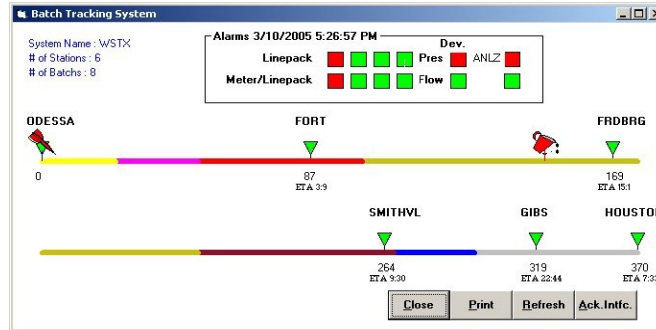 Batch Tracking System
System Name : WSTX
# of Stations : 6
# of Batchs : 8
Alarms 3/10/2005 5:26:57 PM
Dev.
Linepack Pres ANLZ
Meter/Linepack Flow
ODESSA FORT FRDBRG
0 87 169
ETA 3:9 ETA 15:1
SMITHVL GIBS HOUSTON
264 319 370
ETA 9:30 ETA 22:44 ETA 7:33
Close Print Refresh Ack.Intfc.